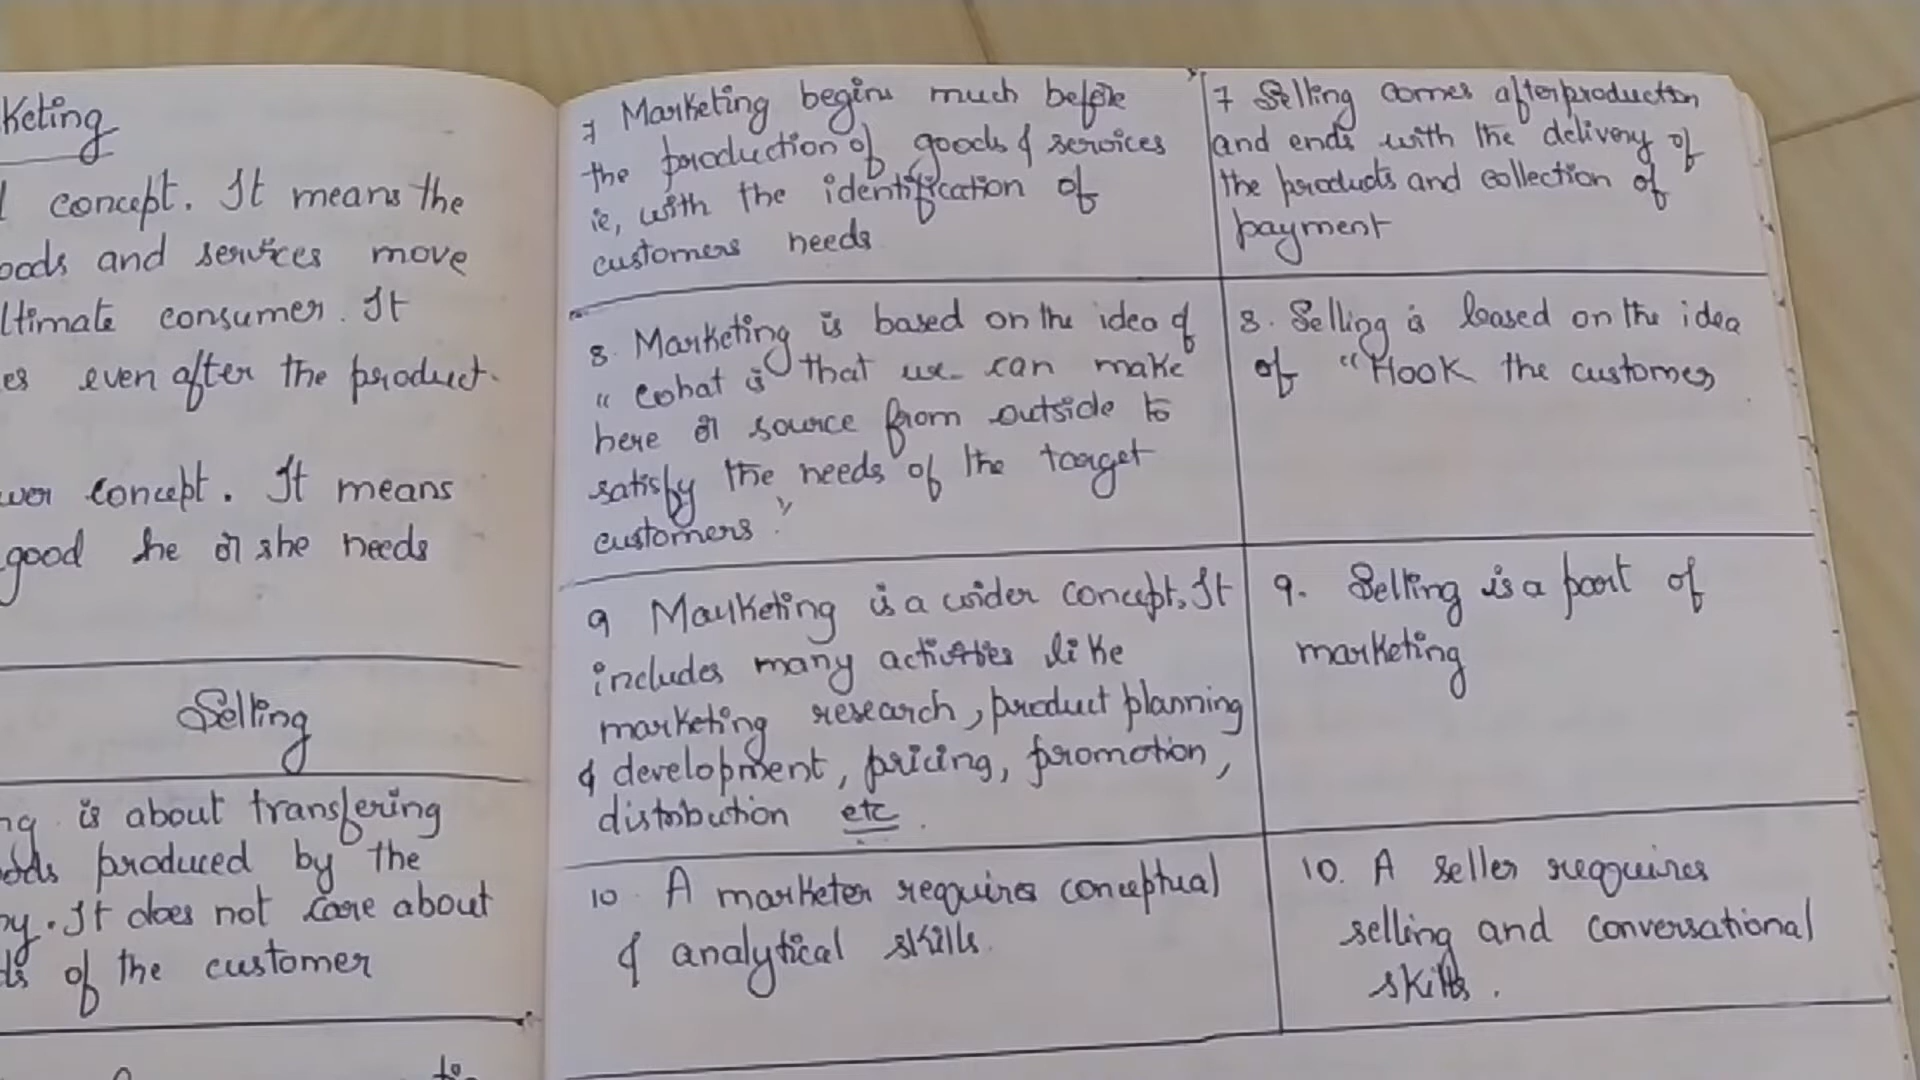 keting
concept. It means the
oods and services move
ltimate consumer. It
es even after the product.
wer concept. It means
good he or she needs
Selling
ng is about transfering
ods produced by the
ny. It does not care about
ds of the customer
7 Marketing begins much before
the production of goods & services
ie, with the identification of
customers needs
7 Selling comes after production
and ends with the delivery of
the products and collection of
payment
8. Marketing is based on the idea of
" what is that we can make
here or source from outside to
satisfy the needs of the target
customers."
8. Selling is based on the idea
of "Hook the customer
9 Marketing is a wider concept. It
includes many activities like
marketing research, product planning
& development, pricing, promotion,
distribution etc.
9. Selling is a part of
marketing
10. A marketer requires conceptual
& analytical skills.
10. A seller requires
selling and conversational
skills.